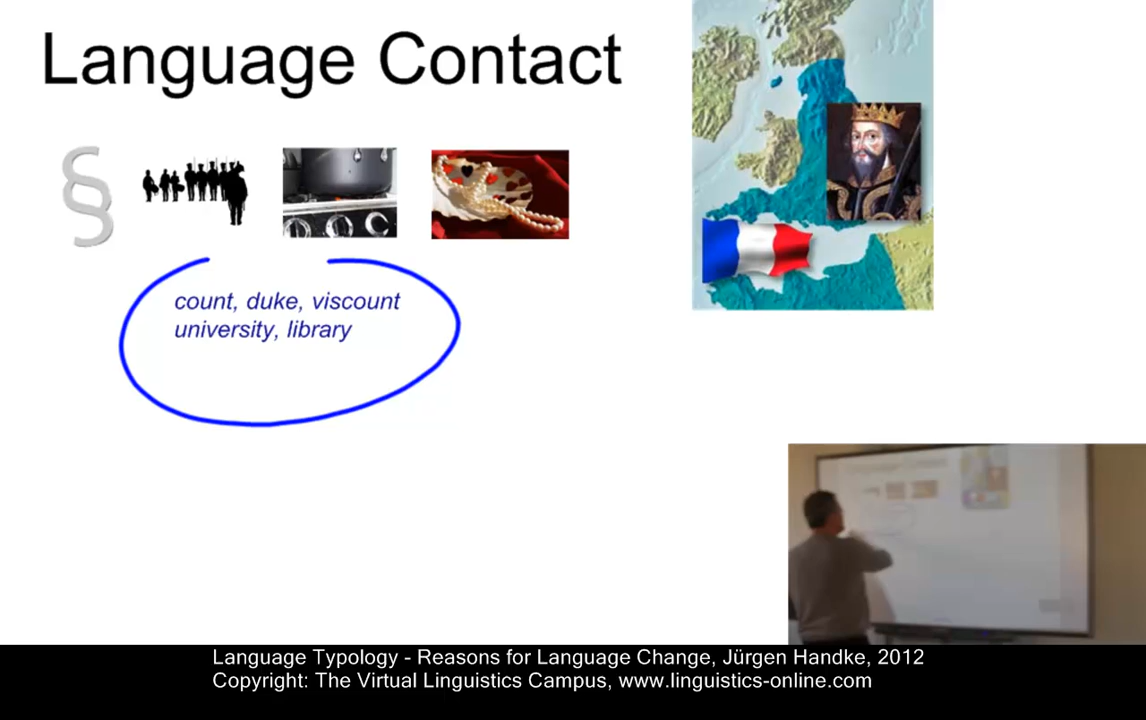 Language Contact
§
count, duke, viscount
university, library
Language Typology - Reasons for Language Change, Jürgen Handke, 2012
Copyright: The Virtual Linguistics Campus, www.linguistics-online.com